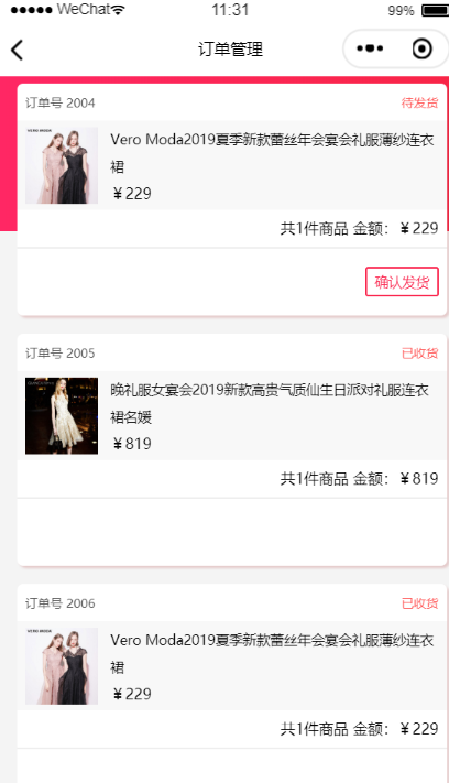 WeChat 11:31 99%
订单管理
订单号 2004 待发货
VERO MODA
Vero Moda2019夏季新款蕾丝年会宴会礼服薄纱连衣
裙
￥229
共1件商品 金额：￥229
确认发货
订单号 2005 已收货
晚礼服女宴会2019新款高贵气质仙生日派对礼服连衣
裙名媛
￥819
共1件商品 金额：￥819
订单号 2006 已收货
VERO MODA
Vero Moda2019夏季新款蕾丝年会宴会礼服薄纱连衣
裙
￥229
共1件商品 金额：￥229